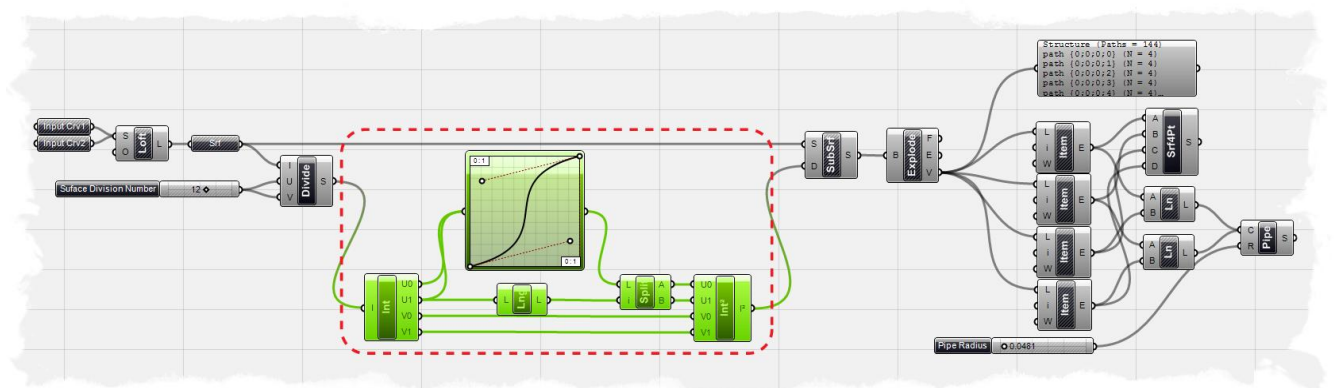 Input Crv1
Input Crv2
S
O
Loft
L
Srf
Suface Division Number
12
I
U
V
Divide
S
0:1
0:1
I
Int
U0
U1
V0
V1
L
Lng
L
L
i
Split
A
B
U0
U1
V0
V1
Int²
I²
S
D
SubSrf
S
B
Explode
F
E
V
Structure (Paths = 144)
path {0;0;0;0} (N = 4)
path {0;0;0;1} (N = 4)
path {0;0;0;2} (N = 4)
path {0;0;0;3} (N = 4)
path {0;0;0;4} (N = 4)...
L
i
W
Item
E
L
i
W
Item
E
L
i
W
Item
E
L
i
W
Item
E
A
B
C
D
Srf4Pt
S
A
B
Ln
L
A
B
Ln
L
C
R
Pipe
S
Pipe Radius
0.0481